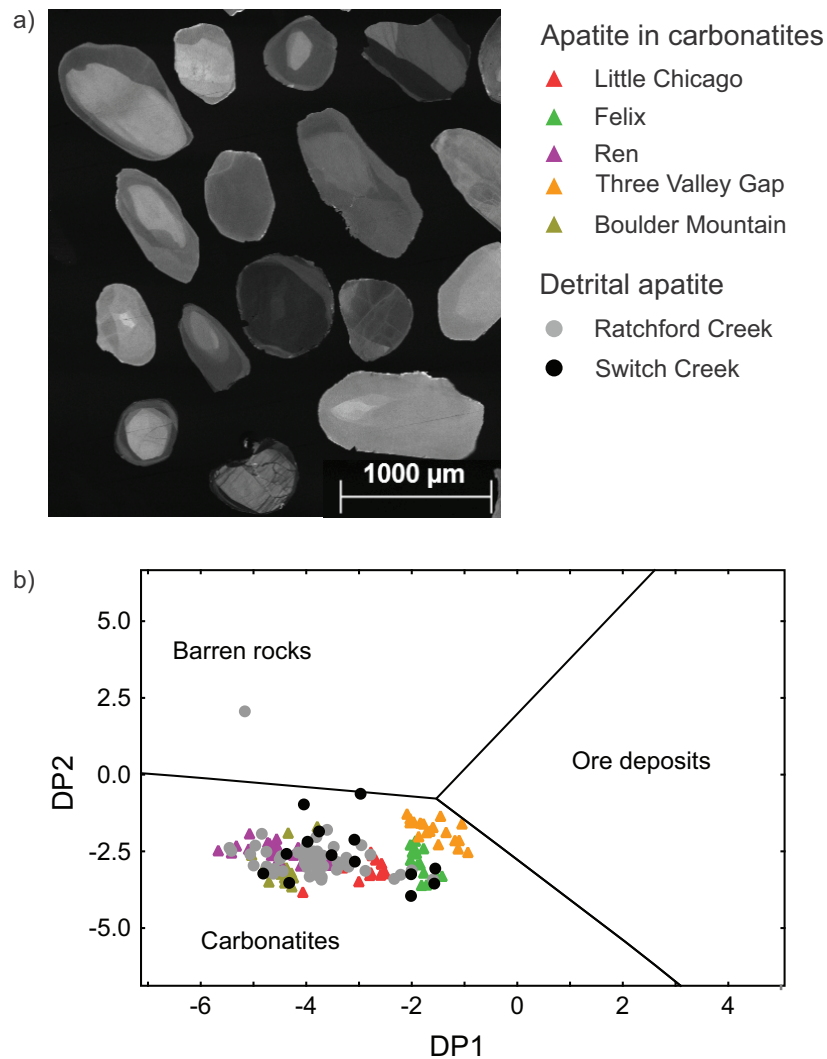 a)
Apatite in carbonatites
Little Chicago
Felix
Ren
Three Valley Gap
Boulder Mountain
Detrital apatite
Ratchford Creek
Switch Creek
1000 µm
b)
5.0
2.5
0.0
-2.5
-5.0
DP2
Barren rocks
Ore deposits
Carbonatites
-6 -4 -2 0 2 4
DP1